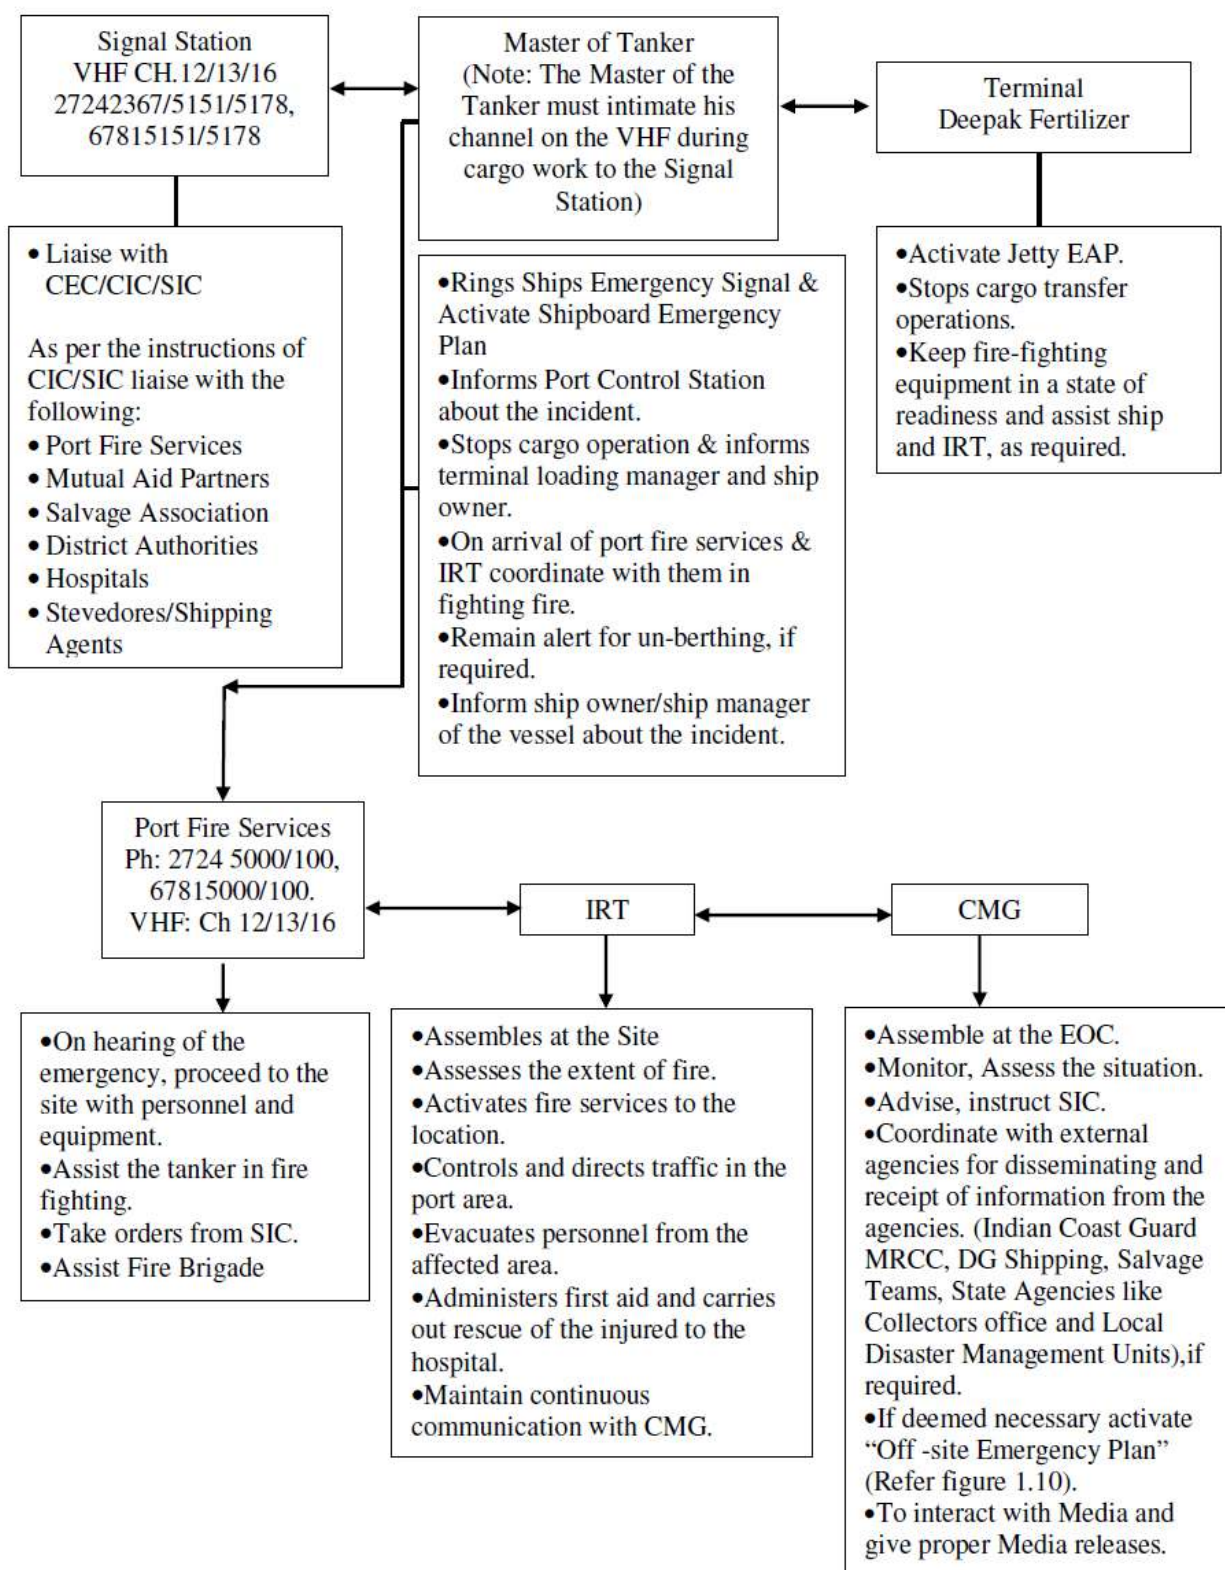 Signal Station
VHF CH.12/13/16
27242367/5151/5178,
67815151/5178
Master of Tanker
(Note: The Master of the
Tanker must intimate his
channel on the VHF during
cargo work to the Signal
Station)
Terminal
Deepak Fertilizer
• Liaise with
CEC/CIC/SIC
As per the instructions of
CIC/SIC liaise with the
following:
• Port Fire Services
• Mutual Aid Partners
• Salvage Association
• District Authorities
• Hospitals
• Stevedores/Shipping
Agents
•Rings Ships Emergency Signal &
Activate Shipboard Emergency
Plan
•Informs Port Control Station
about the incident.
•Stops cargo operation & informs
terminal loading manager and ship
owner.
•On arrival of port fire services &
IRT coordinate with them in
fighting fire.
•Remain alert for un-berthing, if
required.
•Inform ship owner/ship manager
of the vessel about the incident.
•Activate Jetty EAP.
•Stops cargo transfer
operations.
•Keep fire-fighting
equipment in a state of
readiness and assist ship
and IRT, as required.
Port Fire Services
Ph: 2724 5000/100,
67815000/100.
VHF: Ch 12/13/16
IRT
CMG
•On hearing of the
emergency, proceed to the
site with personnel and
equipment.
•Assist the tanker in fire
fighting.
•Take orders from SIC.
•Assist Fire Brigade
•Assembles at the Site
•Assesses the extent of fire.
•Activates fire services to the
location.
•Controls and directs traffic in the
port area.
•Evacuates personnel from the
affected area.
•Administers first aid and carries
out rescue of the injured to the
hospital.
•Maintain continuous
communication with CMG.
•Assemble at the EOC.
•Monitor, Assess the situation.
•Advise, instruct SIC.
•Coordinate with external
agencies for disseminating and
receipt of information from the
agencies. (Indian Coast Guard
MRCC, DG Shipping, Salvage
Teams, State Agencies like
Collectors office and Local
Disaster Management Units),if
required.
•If deemed necessary activate
“Off -site Emergency Plan”
(Refer figure 1.10).
•To interact with Media and
give proper Media releases.